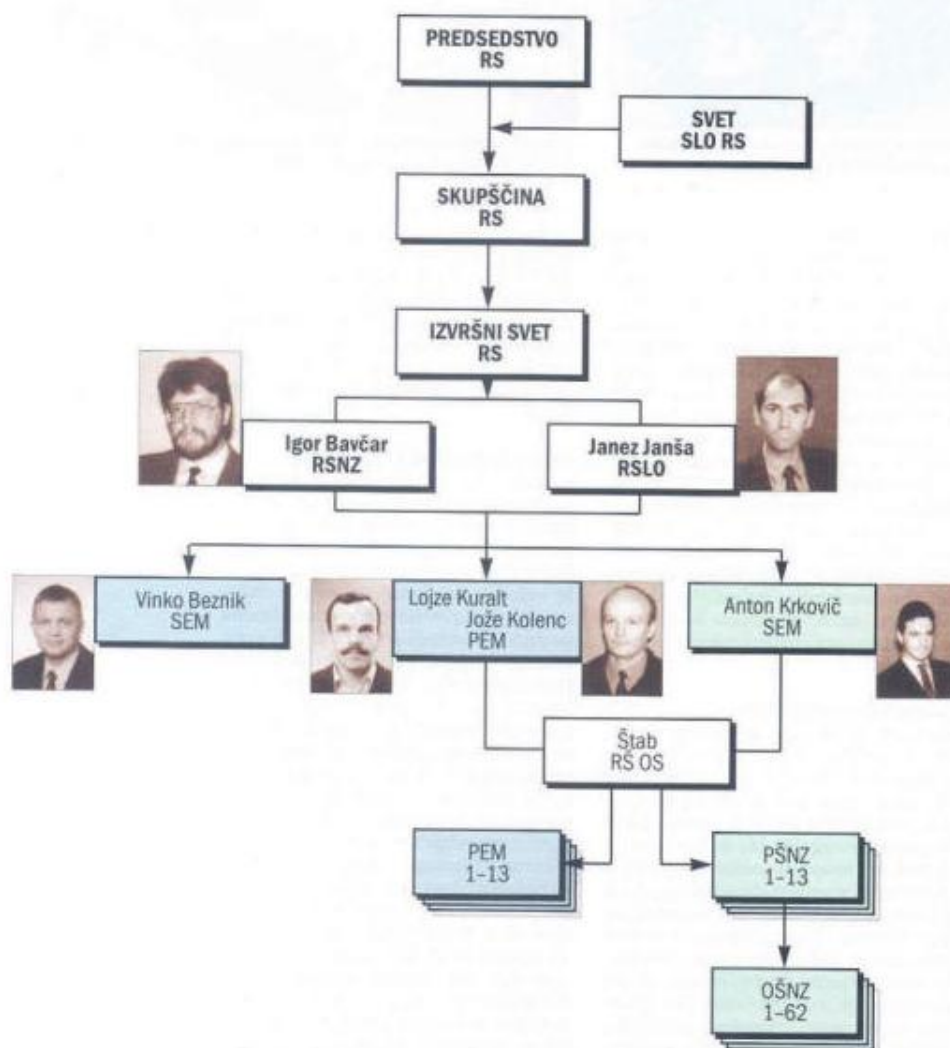 PREDSEDSTVO
RS
SVET
SLO RS
SKUPŠČINA
RS
IZVRŠNI SVET
RS
Igor Bavčar
RSNZ
Janez Janša
RSLO
Vinko Beznik
SEM
Lojze Kuralt
Jože Kolenc
PEM
Anton Krkovič
SEM
Štab
RŠ OS
PEM
1–13
PŠNZ
1–13
OŠNZ
1–62